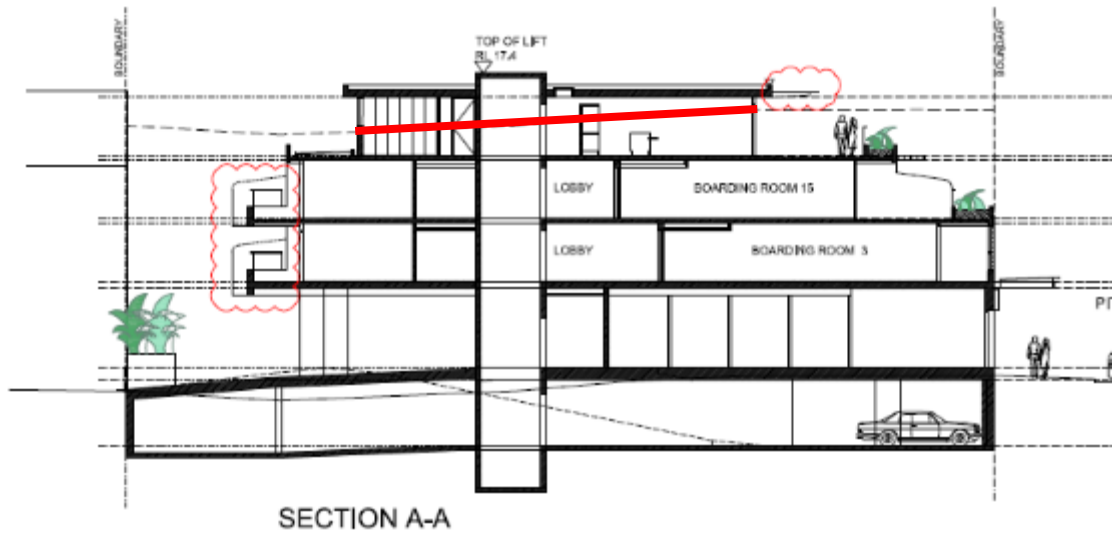 BOUNDARY
BOUNDARY
TOP OF LIFT
RL 17.4
LOBBY
BOARDING ROOM 15
LOBBY
BOARDING ROOM 3
SECTION A-A